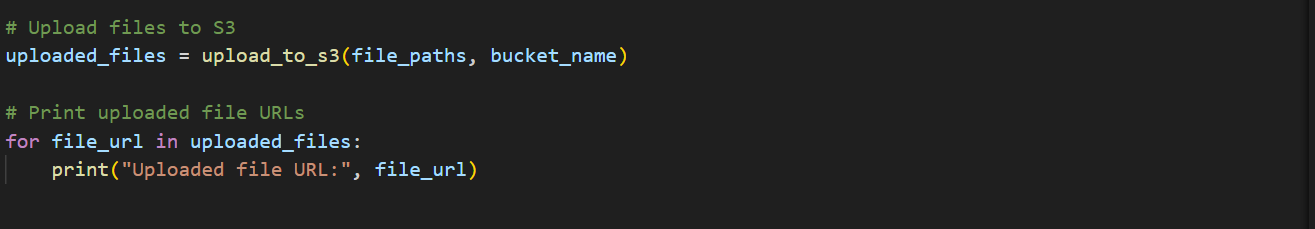 # Upload files to S3
uploaded_files = upload_to_s3(file_paths, bucket_name)
# Print uploaded file URLs
for file_url in uploaded_files:
    print("Uploaded file URL:", file_url)